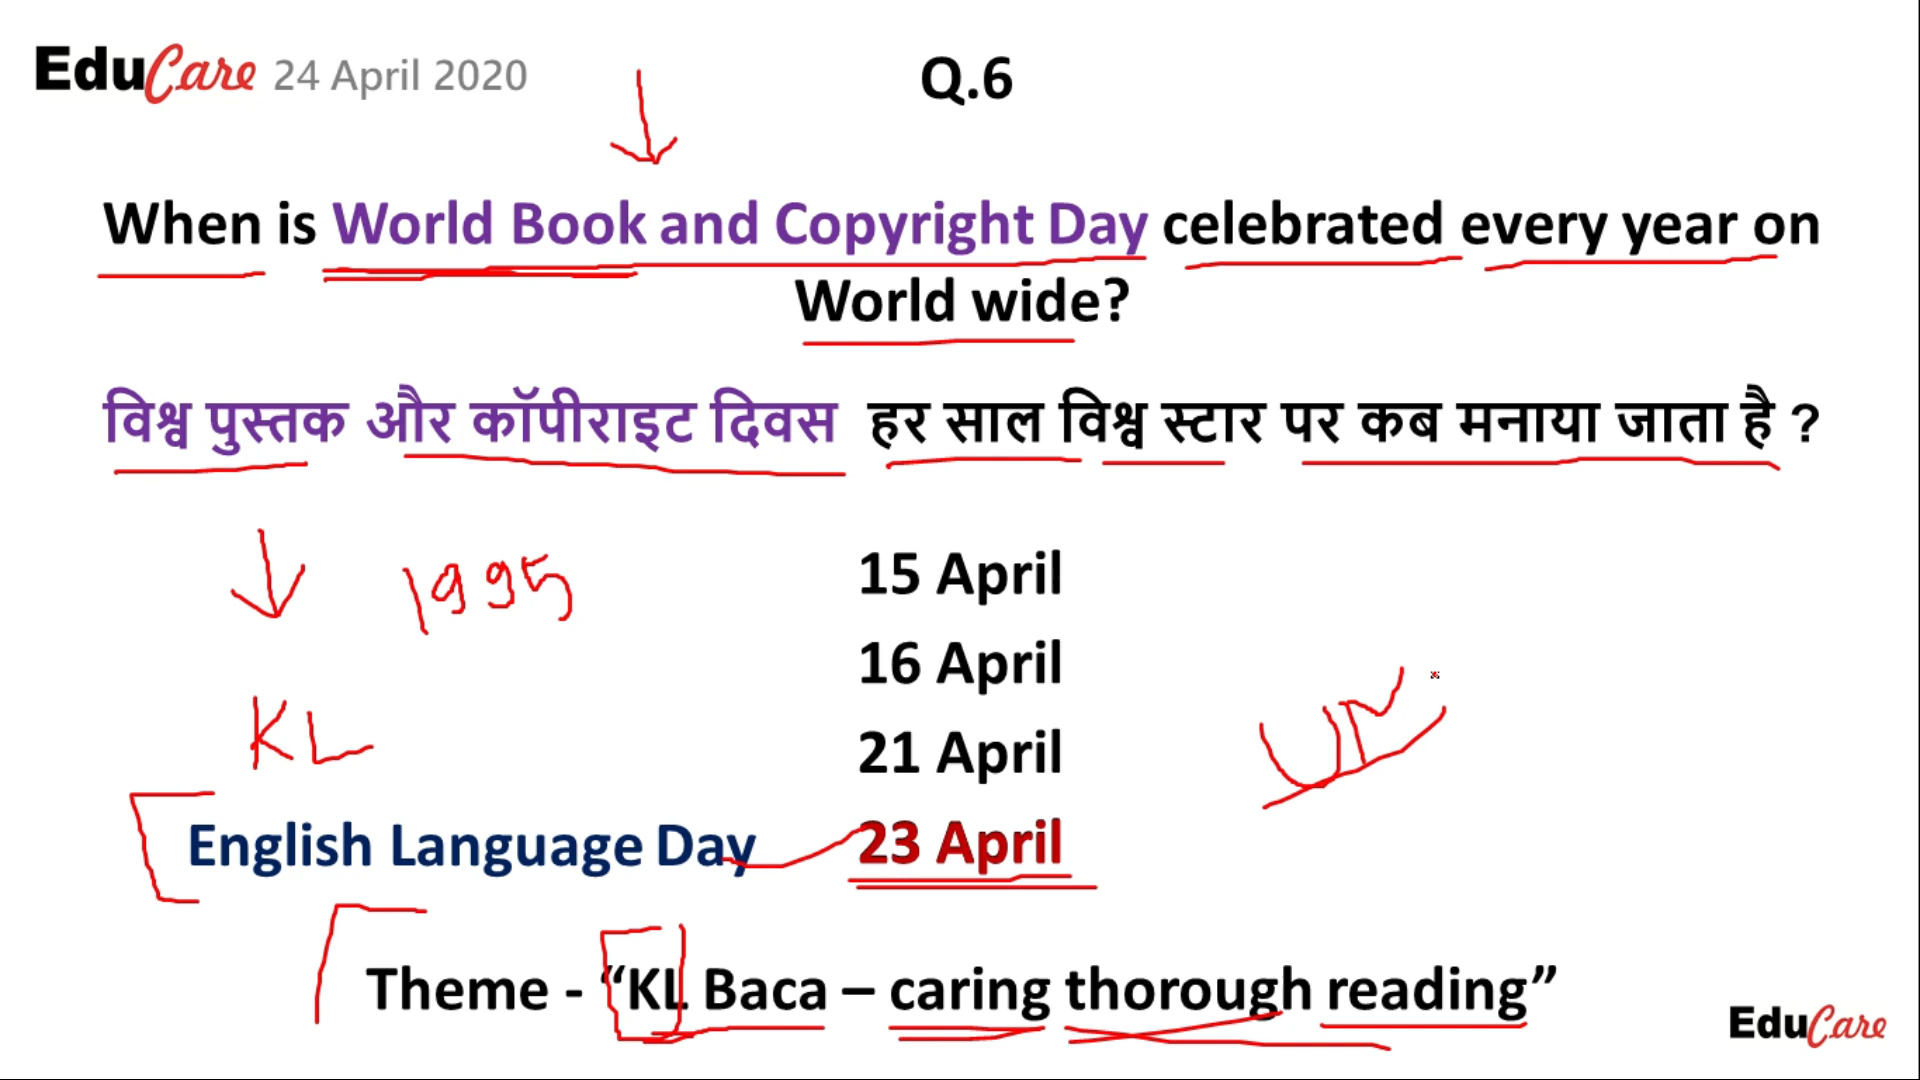 EduCare 24 April 2020
Q.6
When is World Book and Copyright Day celebrated every year on
World wide?
विश्व पुस्तक और कॉपीराइट दिवस हर साल विश्व स्टार पर कब मनाया जाता है ?
1995
15 April
16 April
KL
UN
21 April
English Language Day
23 April
Theme - “KL Baca – caring thorough reading”
EduCare